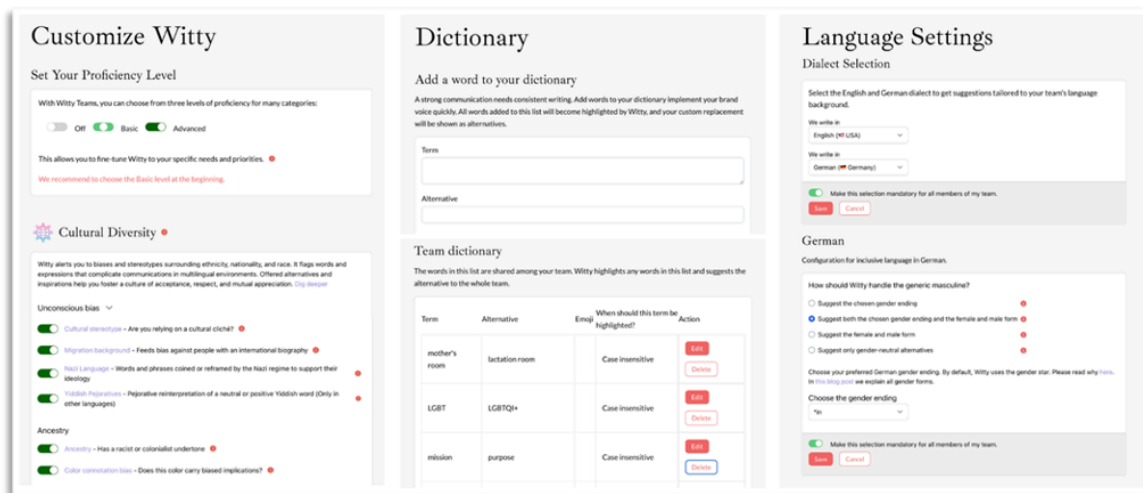 Customize Witty
Set Your Proficiency Level
With Witty Teams, you can choose from three levels of proficiency for many categories:
Off Basic Advanced
This allows you to fine-tune Witty to your specific needs and priorities.
We recommend to choose the Basic level at the beginning.
Cultural Diversity
Witty alerts you to biases and stereotypes surrounding ethnicity, nationality, and race. It flags words and
expressions that complicate communications in multilingual environments. Offered alternatives and
inspirations help you foster a culture of acceptance, respect, and mutual appreciation. Dig deeper
Unconscious bias
Cultural stereotype – Are you relying on a cultural cliché?
Migration background – Feeds bias against people with an international biography
Nazi Language – Words and phrases coined or reframed by the Nazi regime to support their
ideology
Yiddish Pejoratives – Pejorative reinterpretation of a neutral or positive Yiddish word (Only in
other languages)
Ancestry
Ancestry – Has a racist or colonialist undertone
Color connotation bias – Does this color carry biased implications?
Dictionary
Add a word to your dictionary
A strong communication needs consistent writing. Add words to your dictionary implement your brand
voice quickly. All words added to this list will become highlighted by Witty, and your custom replacement
will be shown as alternatives.
Term
Alternative
Team dictionary
The words in this list are shared among your team. Witty highlights any words in this list and suggests the
alternative to the whole team.
Term Alternative Emoji When should this term be highlighted? Action
mother's room lactation room Case insensitive Edit
Delete
LGBT LGBTQI+ Case insensitive Edit
Delete
mission purpose Case insensitive Edit
Delete
Language Settings
Dialect Selection
Select the English and German dialect to get suggestions tailored to your team's language
background.
We write in
English (🇺🇸 USA)
We write in
German (🇩🇪 Germany)
Make this selection mandatory for all members of my team.
Save Cancel
German
Configuration for inclusive language in German.
How should Witty handle the generic masculine?
Suggest the chosen gender ending
Suggest both the chosen gender ending and the female and male form
Suggest the female and male form
Suggest only gender-neutral alternatives
Choose your preferred German gender ending. By default, Witty uses the gender star. Please read why here.
In this blog post we explain all gender forms.
Choose the gender ending
*in
Make this selection mandatory for all members of my team.
Save Cancel